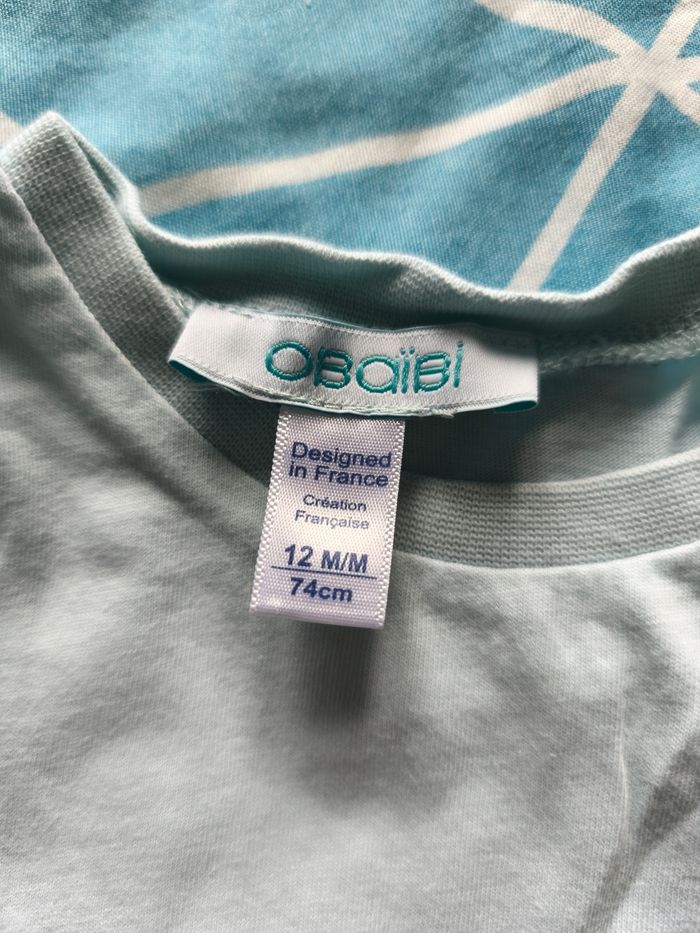 OBaïBi
Designed
in France
Création
Française
12 M/M
74cm